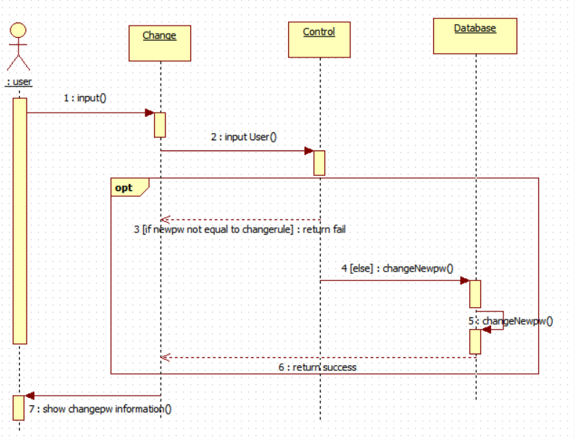 Change
Control
Database
: user
1 : input()
2 : input User()
opt
3 [if newpw not equal to changerule] : return fail
4 [else] : changeNewpw()
5 : changeNewpw()
6 : return success
7 : show changepw information()